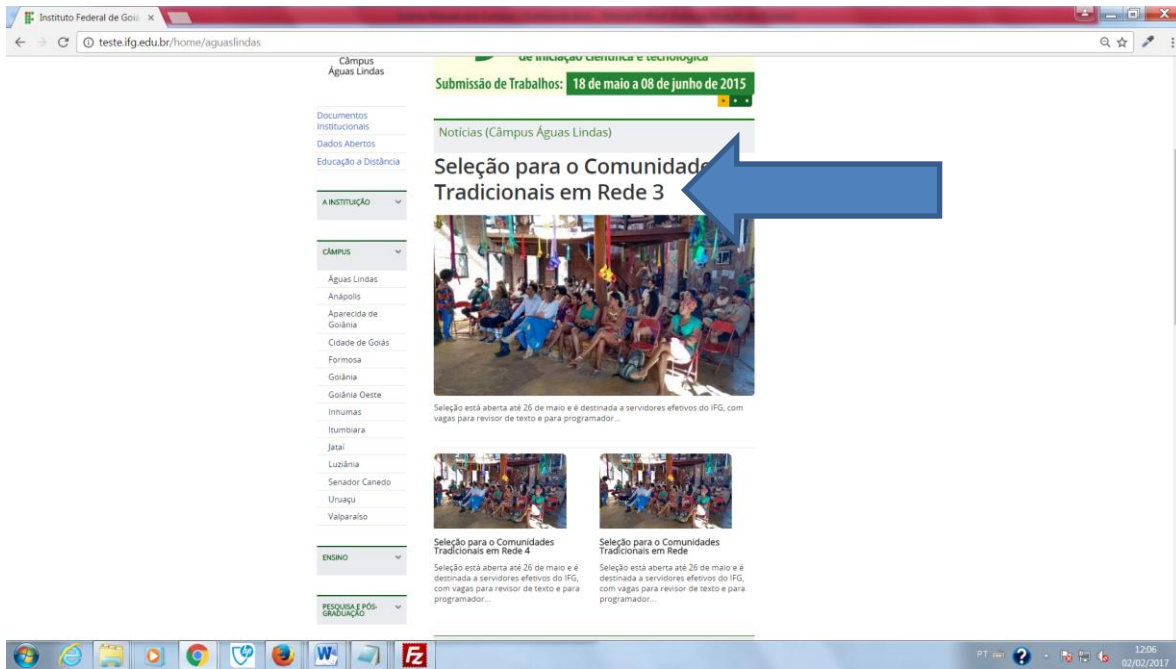 Instituto Federal de Goiá
teste.ifg.edu.br/home/aguaslindas
Câmpus
Águas Lindas
Documentos
Institucionais
Dados Abertos
Educação a Distância
A INSTITUIÇÃO
CÂMPUS
Águas Lindas
Anápolis
Aparecida de
Goiânia
Cidade de Goiás
Formosa
Goiânia
Goiânia Oeste
Inhumas
Itumbiara
Jataí
Luziânia
Senador Canedo
Uruaçu
Valparaíso
ENSINO
PESQUISA E PÓS-
GRADUAÇÃO
de iniciação científica e tecnológica
Submissão de Trabalhos: 18 de maio a 08 de junho de 2015
Notícias (Câmpus Águas Lindas)
Seleção para o Comunidade
Tradicionais em Rede 3
Seleção está aberta até 26 de maio e é destinada a servidores efetivos do IFG, com
vagas para revisor de texto e para programador...
Seleção para o Comunidades
Tradicionais em Rede 4
Seleção está aberta até 26 de maio e é
destinada a servidores efetivos do IFG,
com vagas para revisor de texto e para
programador...
Seleção para o Comunidades
Tradicionais em Rede
Seleção está aberta até 26 de maio e é
destinada a servidores efetivos do IFG,
com vagas para revisor de texto e para
programador...
PT
12:06
02/02/2017